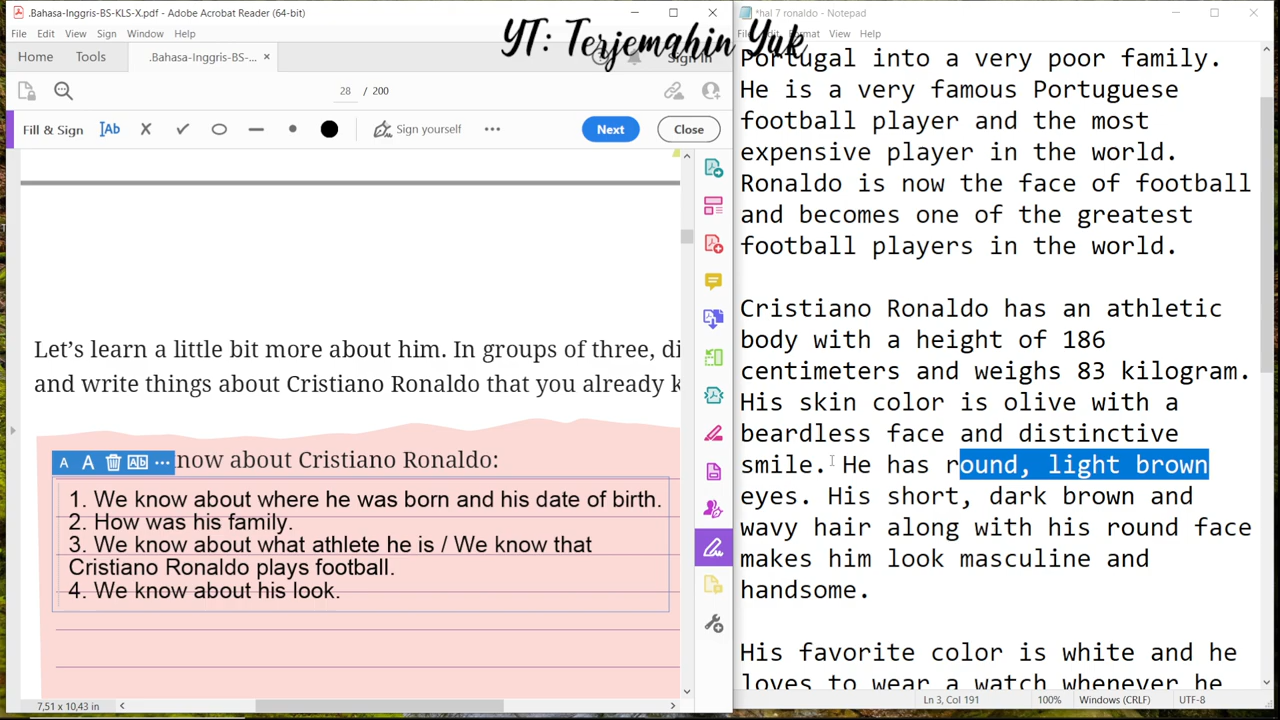 .Bahasa-Inggris-BS-KLS-X.pdf - Adobe Acrobat Reader (64-bit)
File Edit View Sign Window Help
Home Tools .Bahasa-Inggris-BS-... × Sign In
28 / 200
Fill & Sign Ab Sign yourself ... Next Close
Let’s learn a little bit more about him. In groups of three, di
and write things about Cristiano Ronaldo that you already k
A A Ab ... now about Cristiano Ronaldo:
1. We know about where he was born and his date of birth.
2. How was his family.
3. We know about what athlete he is / We know that
Cristiano Ronaldo plays football.
4. We know about his look.
7,51 x 10,43 in
YT: Terjemahin Yuk
*hal 7 ronaldo - Notepad
File Edit Format View Help
Portugal into a very poor family.
He is a very famous Portuguese
football player and the most
expensive player in the world.
Ronaldo is now the face of football
and becomes one of the greatest
football players in the world.
Cristiano Ronaldo has an athletic
body with a height of 186
centimeters and weighs 83 kilogram.
His skin color is olive with a
beardless face and distinctive
smile. He has round, light brown
eyes. His short, dark brown and
wavy hair along with his round face
makes him look masculine and
handsome.
His favorite color is white and he
loves to wear a watch whenever he
Ln 3, Col 191 100% Windows (CRLF) UTF-8